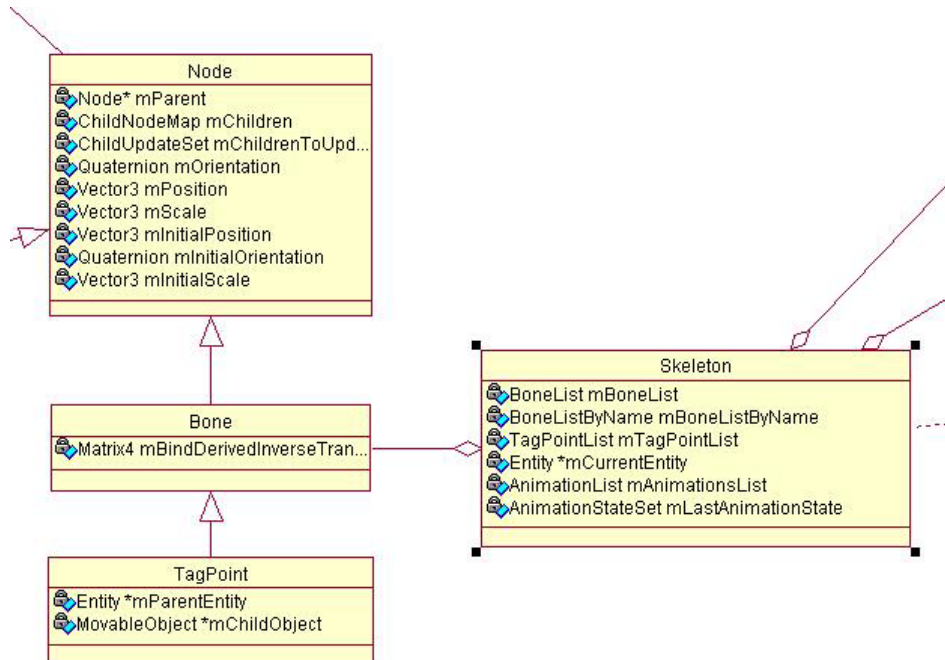 Node
Node* mParent
ChildNodeMap mChildren
ChildUpdateSet mChildrenToUpd...
Quaternion mOrientation
Vector3 mPosition
Vector3 mScale
Vector3 mInitialPosition
Quaternion mInitialOrientation
Vector3 mInitialScale
Bone
Matrix4 mBindDerivedInverseTran...
TagPoint
Entity *mParentEntity
MovableObject *mChildObject
Skeleton
BoneList mBoneList
BoneListByName mBoneListByName
TagPointList mTagPointList
Entity *mCurrentEntity
AnimationList mAnimationsList
AnimationStateSet mLastAnimationState